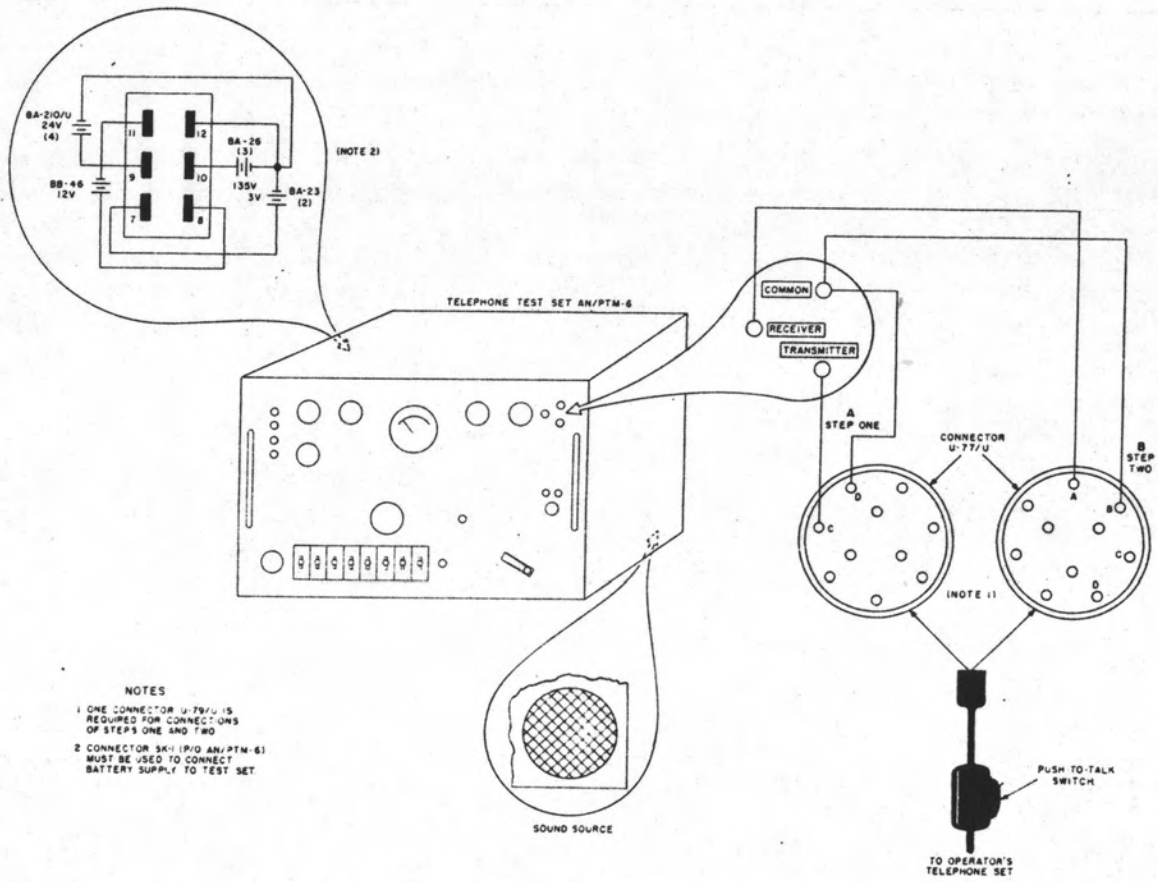 BA-210/U
24V
(4)
11
12
BA-26
(3)
(NOTE 2)
9
10
BB-46
12V
135V
3V
BA-23
(2)
7
8
TELEPHONE TEST SET AN/PTM-6
COMMON
RECEIVER
TRANSMITTER
A
STEP ONE
CONNECTOR
U-77/U
B
STEP
TWO
D
C
A
B
C
D
(NOTE 1)
NOTES
1 ONE CONNECTOR U-79/U IS
REQUIRED FOR CONNECTIONS
OF STEPS ONE AND TWO
2 CONNECTOR SK-1 (P/O AN/PTM-6)
MUST BE USED TO CONNECT
BATTERY SUPPLY TO TEST SET.
SOUND SOURCE
PUSH-TO-TALK
SWITCH
TO OPERATOR'S
TELEPHONE SET